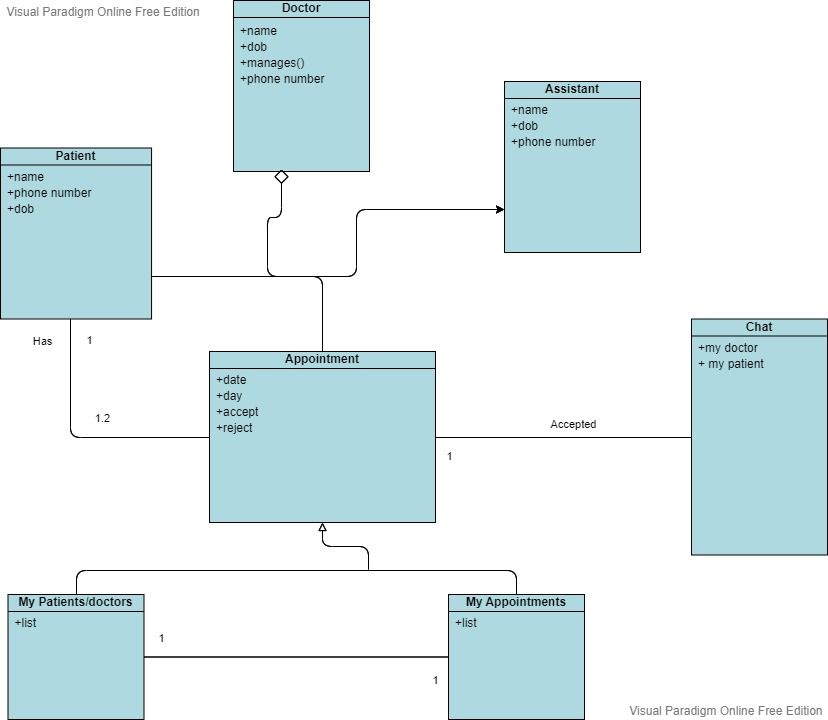 Visual Paradigm Online Free Edition
Doctor
+name
+dob
+manages()
+phone number
Assistant
+name
+dob
+phone number
Patient
+name
+phone number
+dob
Has
1
1.2
Appointment
+date
+day
+accept
+reject
Accepted
1
Chat
+my doctor
+ my patient
My Patients/doctors
+list
1
1
My Appointments
+list
Visual Paradigm Online Free Edition